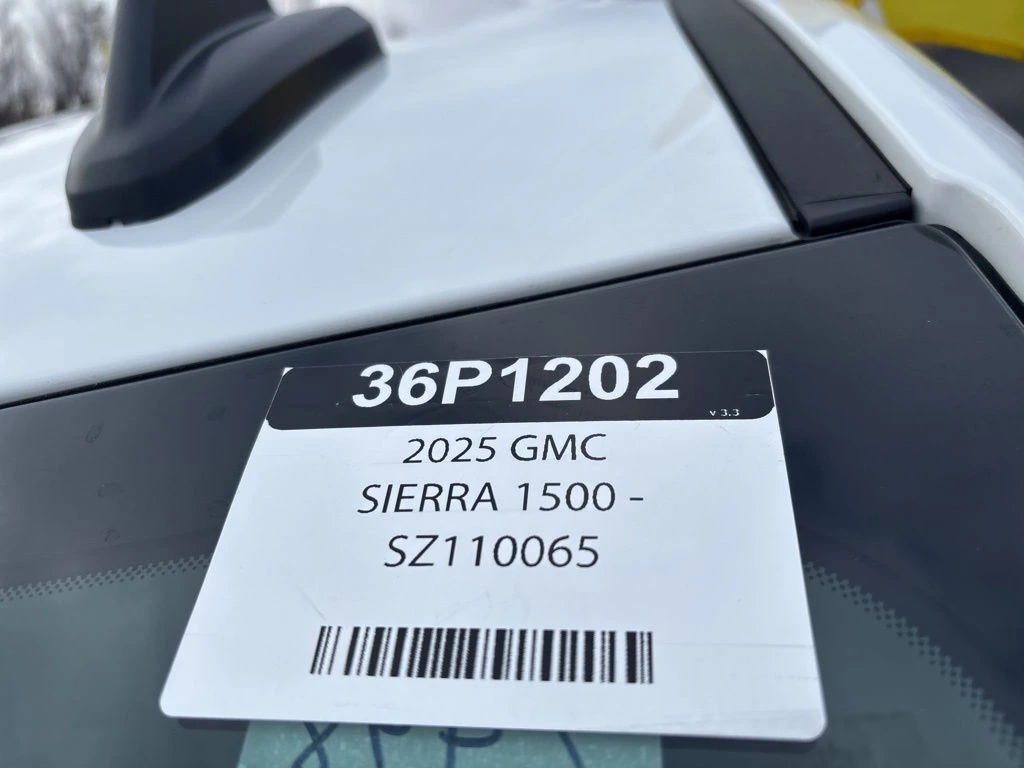 36P1202
v 3.3
2025 GMC
SIERRA 1500 -
SZ110065